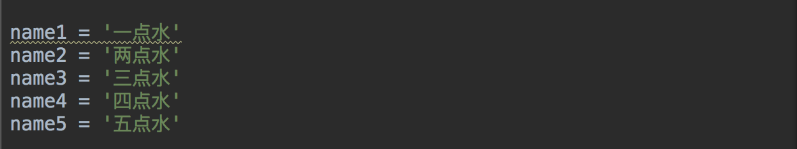 name1 = '一点水'
name2 = '两点水'
name3 = '三点水'
name4 = '四点水'
name5 = '五点水'